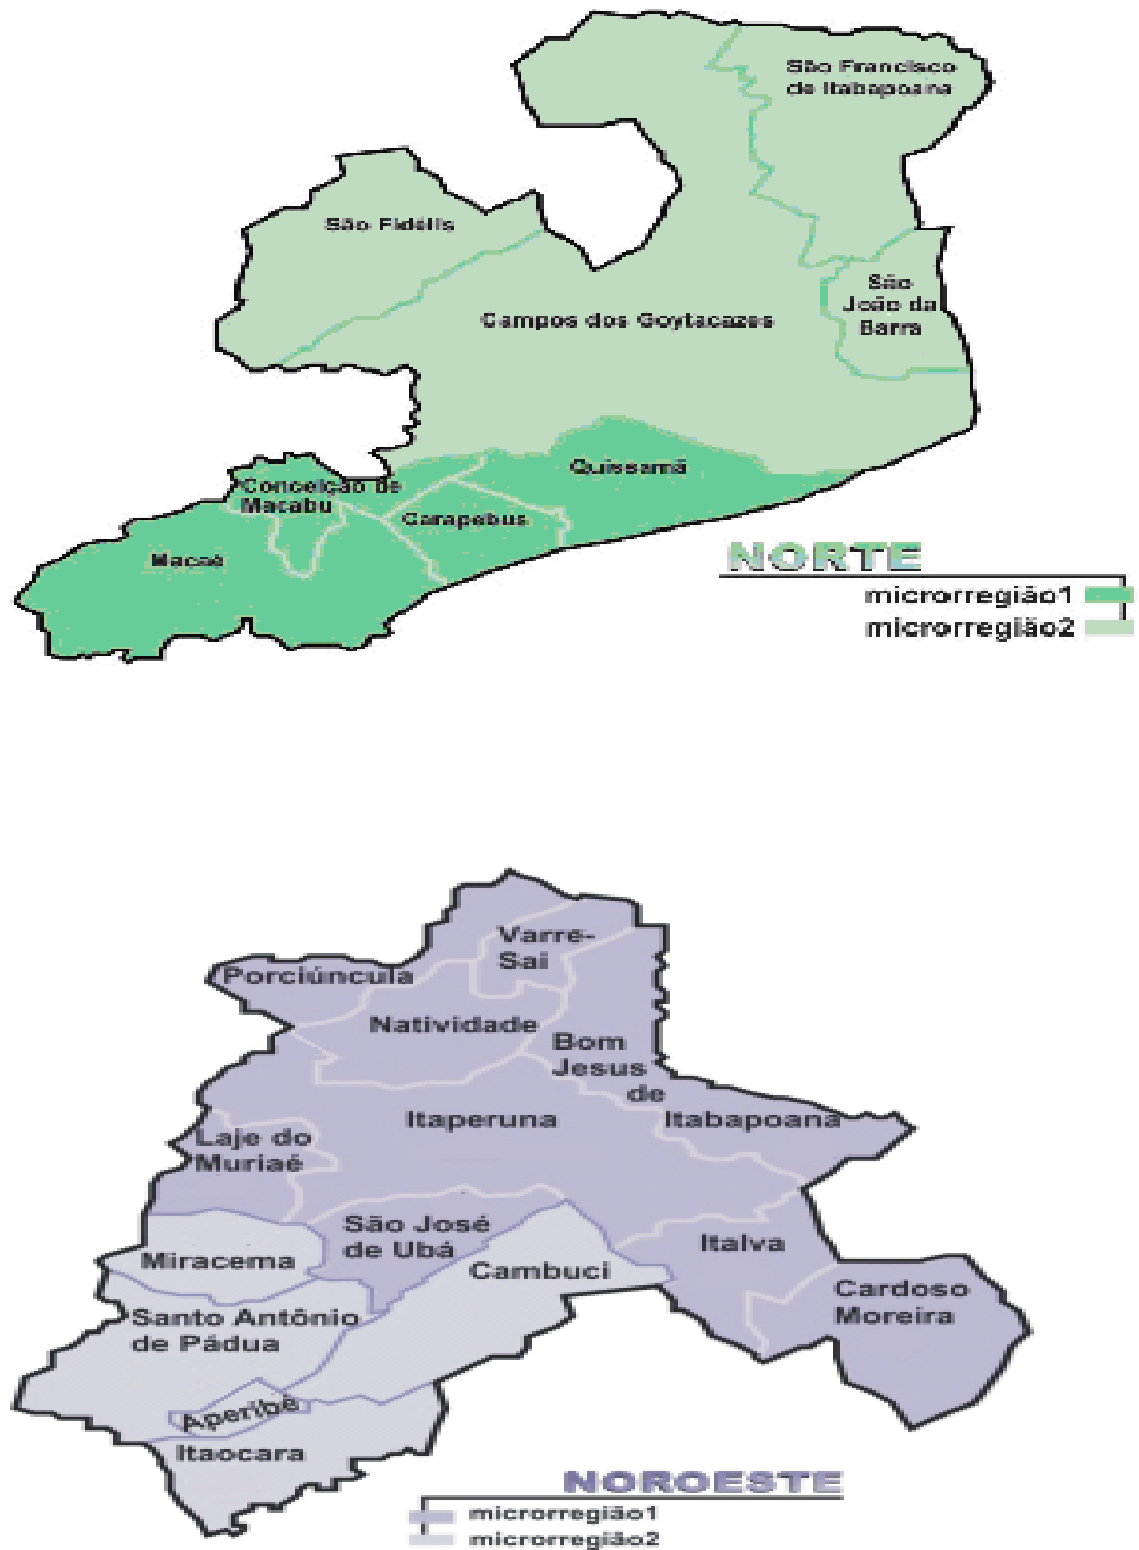 São Francisco
de Itabapoana
São Fidélis
São
João da
Barra
Campos dos Goytacazes
Quissamã
Conceição de
Macabu
Carapebus
Macaé
NORTE
microrregião1
microrregião2
Varre-
Sai
Porciúncula
Natividade
Bom
Jesus
de
Itabapoana
Itaperuna
Laje do
Muriaé
São José
de Ubá
Italva
Miracema
Cambuci
Cardoso
Moreira
Santo Antônio
de Pádua
Aperibé
Itaocara
NOROESTE
microrregião1
microrregião2